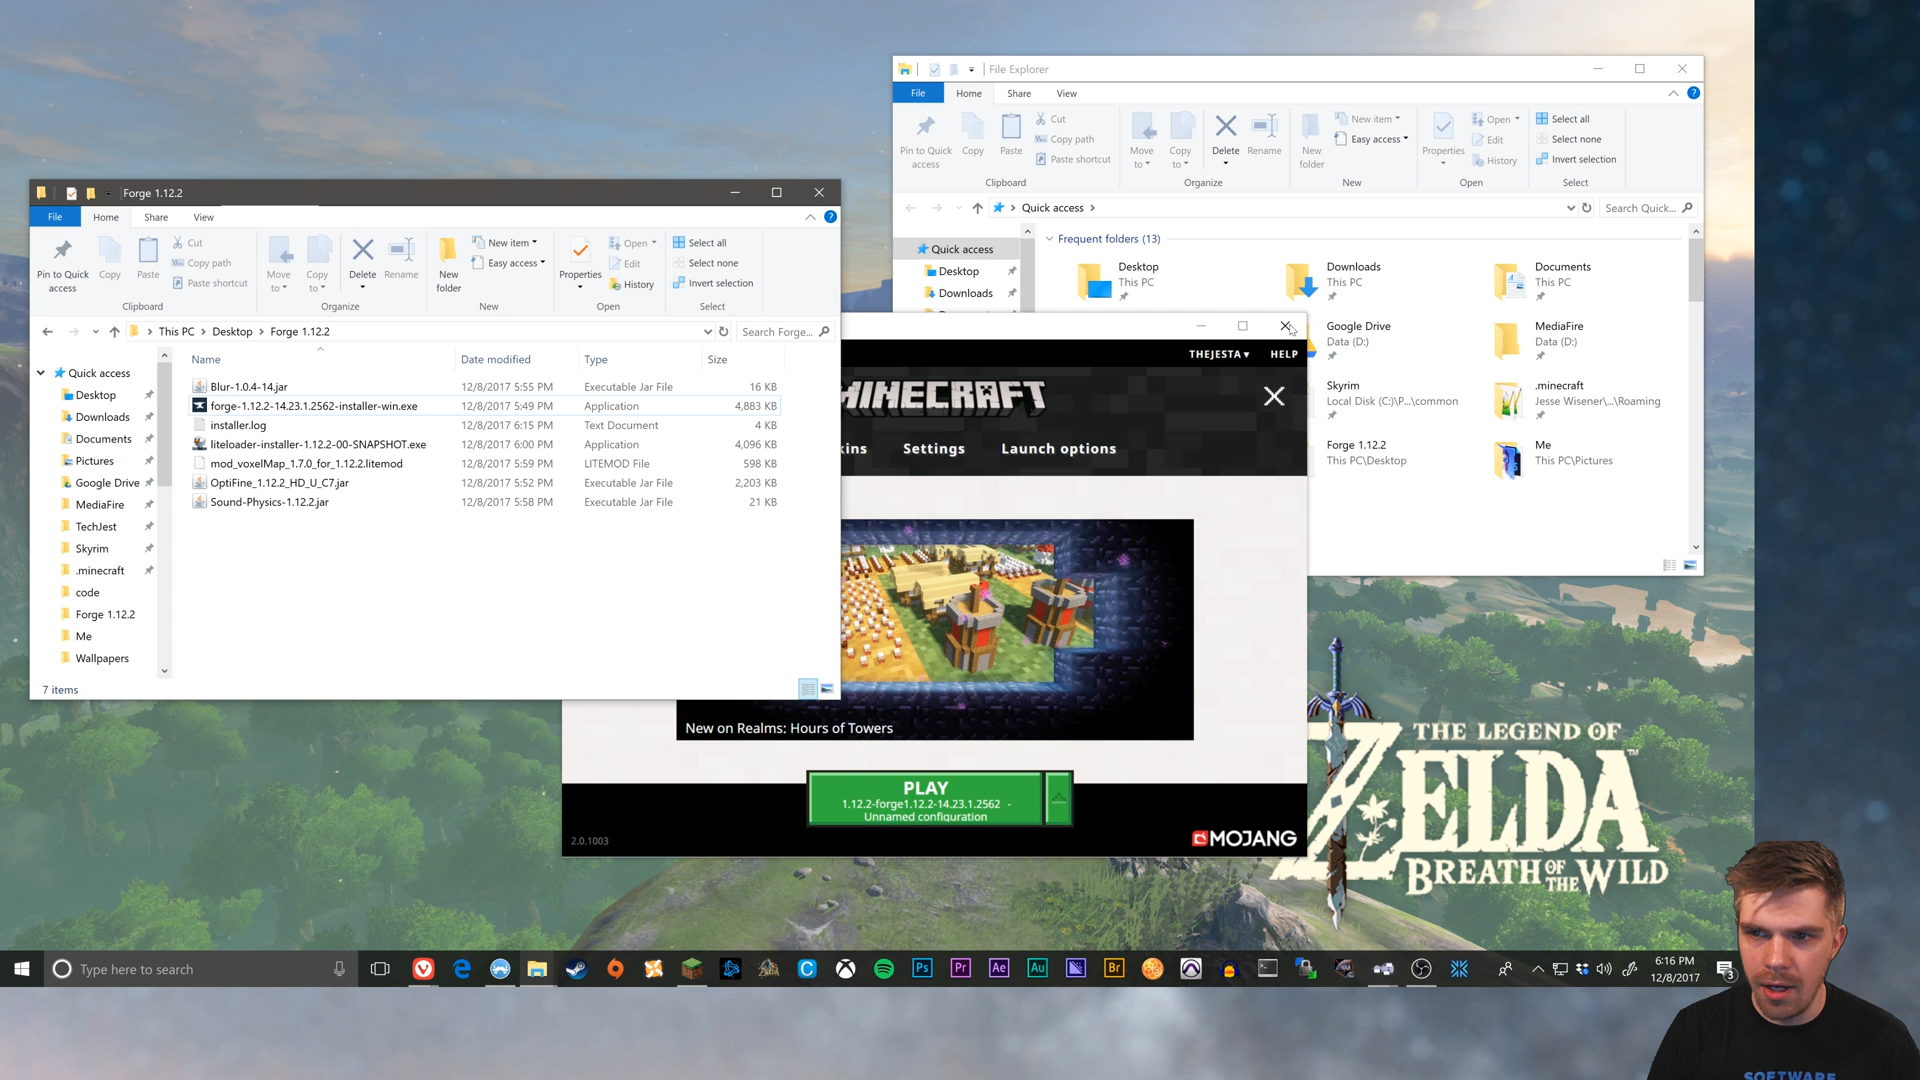 File Explorer
File Home Share View
Pin to Quick access
Copy
Paste
Cut
Copy path
Paste shortcut
Move to
Copy to
Delete
Rename
New folder
New item
Easy access
Properties
Open
Edit
History
Select all
Select none
Invert selection
Clipboard Organize New Open Select
Quick access
Search Quick...
Quick access
Desktop
Downloads
Frequent folders (13)
Desktop
This PC
Downloads
This PC
Documents
This PC
Google Drive
Data (D:)
MediaFire
Data (D:)
Skyrim
Local Disk (C:)\P...\common
.minecraft
Jesse Wisener\...\Roaming
Forge 1.12.2
This PC\Desktop
Me
This PC\Pictures
Forge 1.12.2
File Home Share View
Pin to Quick access
Copy
Paste
Cut
Copy path
Paste shortcut
Move to
Copy to
Delete
Rename
New folder
New item
Easy access
Properties
Open
Edit
History
Select all
Select none
Invert selection
Clipboard Organize New Open Select
This PC Desktop Forge 1.12.2
Search Forge...
Quick access
Desktop
Downloads
Documents
Pictures
Google Drive
MediaFire
TechJest
Skyrim
.minecraft
code
Forge 1.12.2
Me
Wallpapers
Name Date modified Type Size
Blur-1.0.4-14.jar 12/8/2017 5:55 PM Executable Jar File 16 KB
forge-1.12.2-14.23.1.2562-installer-win.exe 12/8/2017 5:49 PM Application 4,883 KB
installer.log 12/8/2017 6:15 PM Text Document 4 KB
liteloader-installer-1.12.2-00-SNAPSHOT.exe 12/8/2017 6:00 PM Application 4,096 KB
mod_voxelMap_1.7.0_for_1.12.2.litemod 12/8/2017 5:59 PM LITEMOD File 598 KB
OptiFine_1.12.2_HD_U_C7.jar 12/8/2017 5:52 PM Executable Jar File 2,203 KB
Sound-Physics-1.12.2.jar 12/8/2017 5:58 PM Executable Jar File 21 KB
7 items
THEJESTA HELP
MINECRAFT
kins Settings Launch options
New on Realms: Hours of Towers
PLAY
1.12.2-forge1.12.2-14.23.1.2562 -
Unnamed configuration
2.0.1003
MOJANG
THE LEGEND OF
ZELDA
BREATH OF THE WILD
Type here to search
Ps Pr Ae Au Br
6:16 PM
12/8/2017
3
SOFTWARE